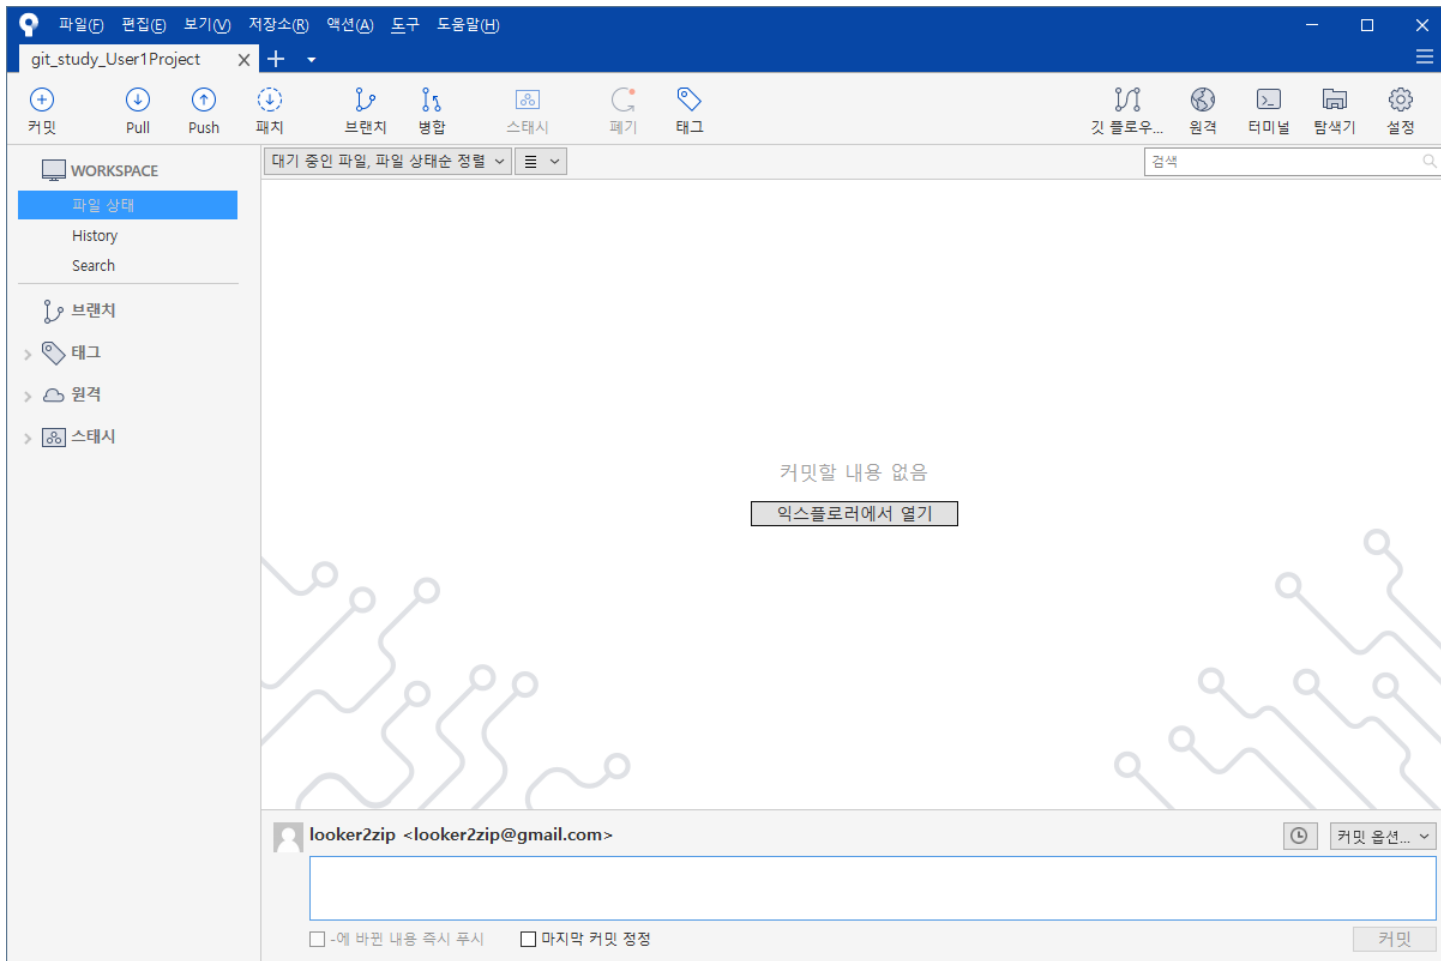 파일(F) 편집(E) 보기(V) 저장소(R) 액션(A) 도구 도움말(H)
git_study_User1Project
커밋 Pull Push 패치 브랜치 병합 스태시 폐기 태그 깃 플로우... 원격 터미널 탐색기 설정
WORKSPACE
파일 상태
History
Search
브랜치
태그
원격
스태시
대기 중인 파일, 파일 상태순 정렬
검색
커밋할 내용 없음
익스플로러에서 열기
looker2zip <looker2zip@gmail.com>
커밋 옵션...
-에 바뀐 내용 즉시 푸시 마지막 커밋 정정
커밋